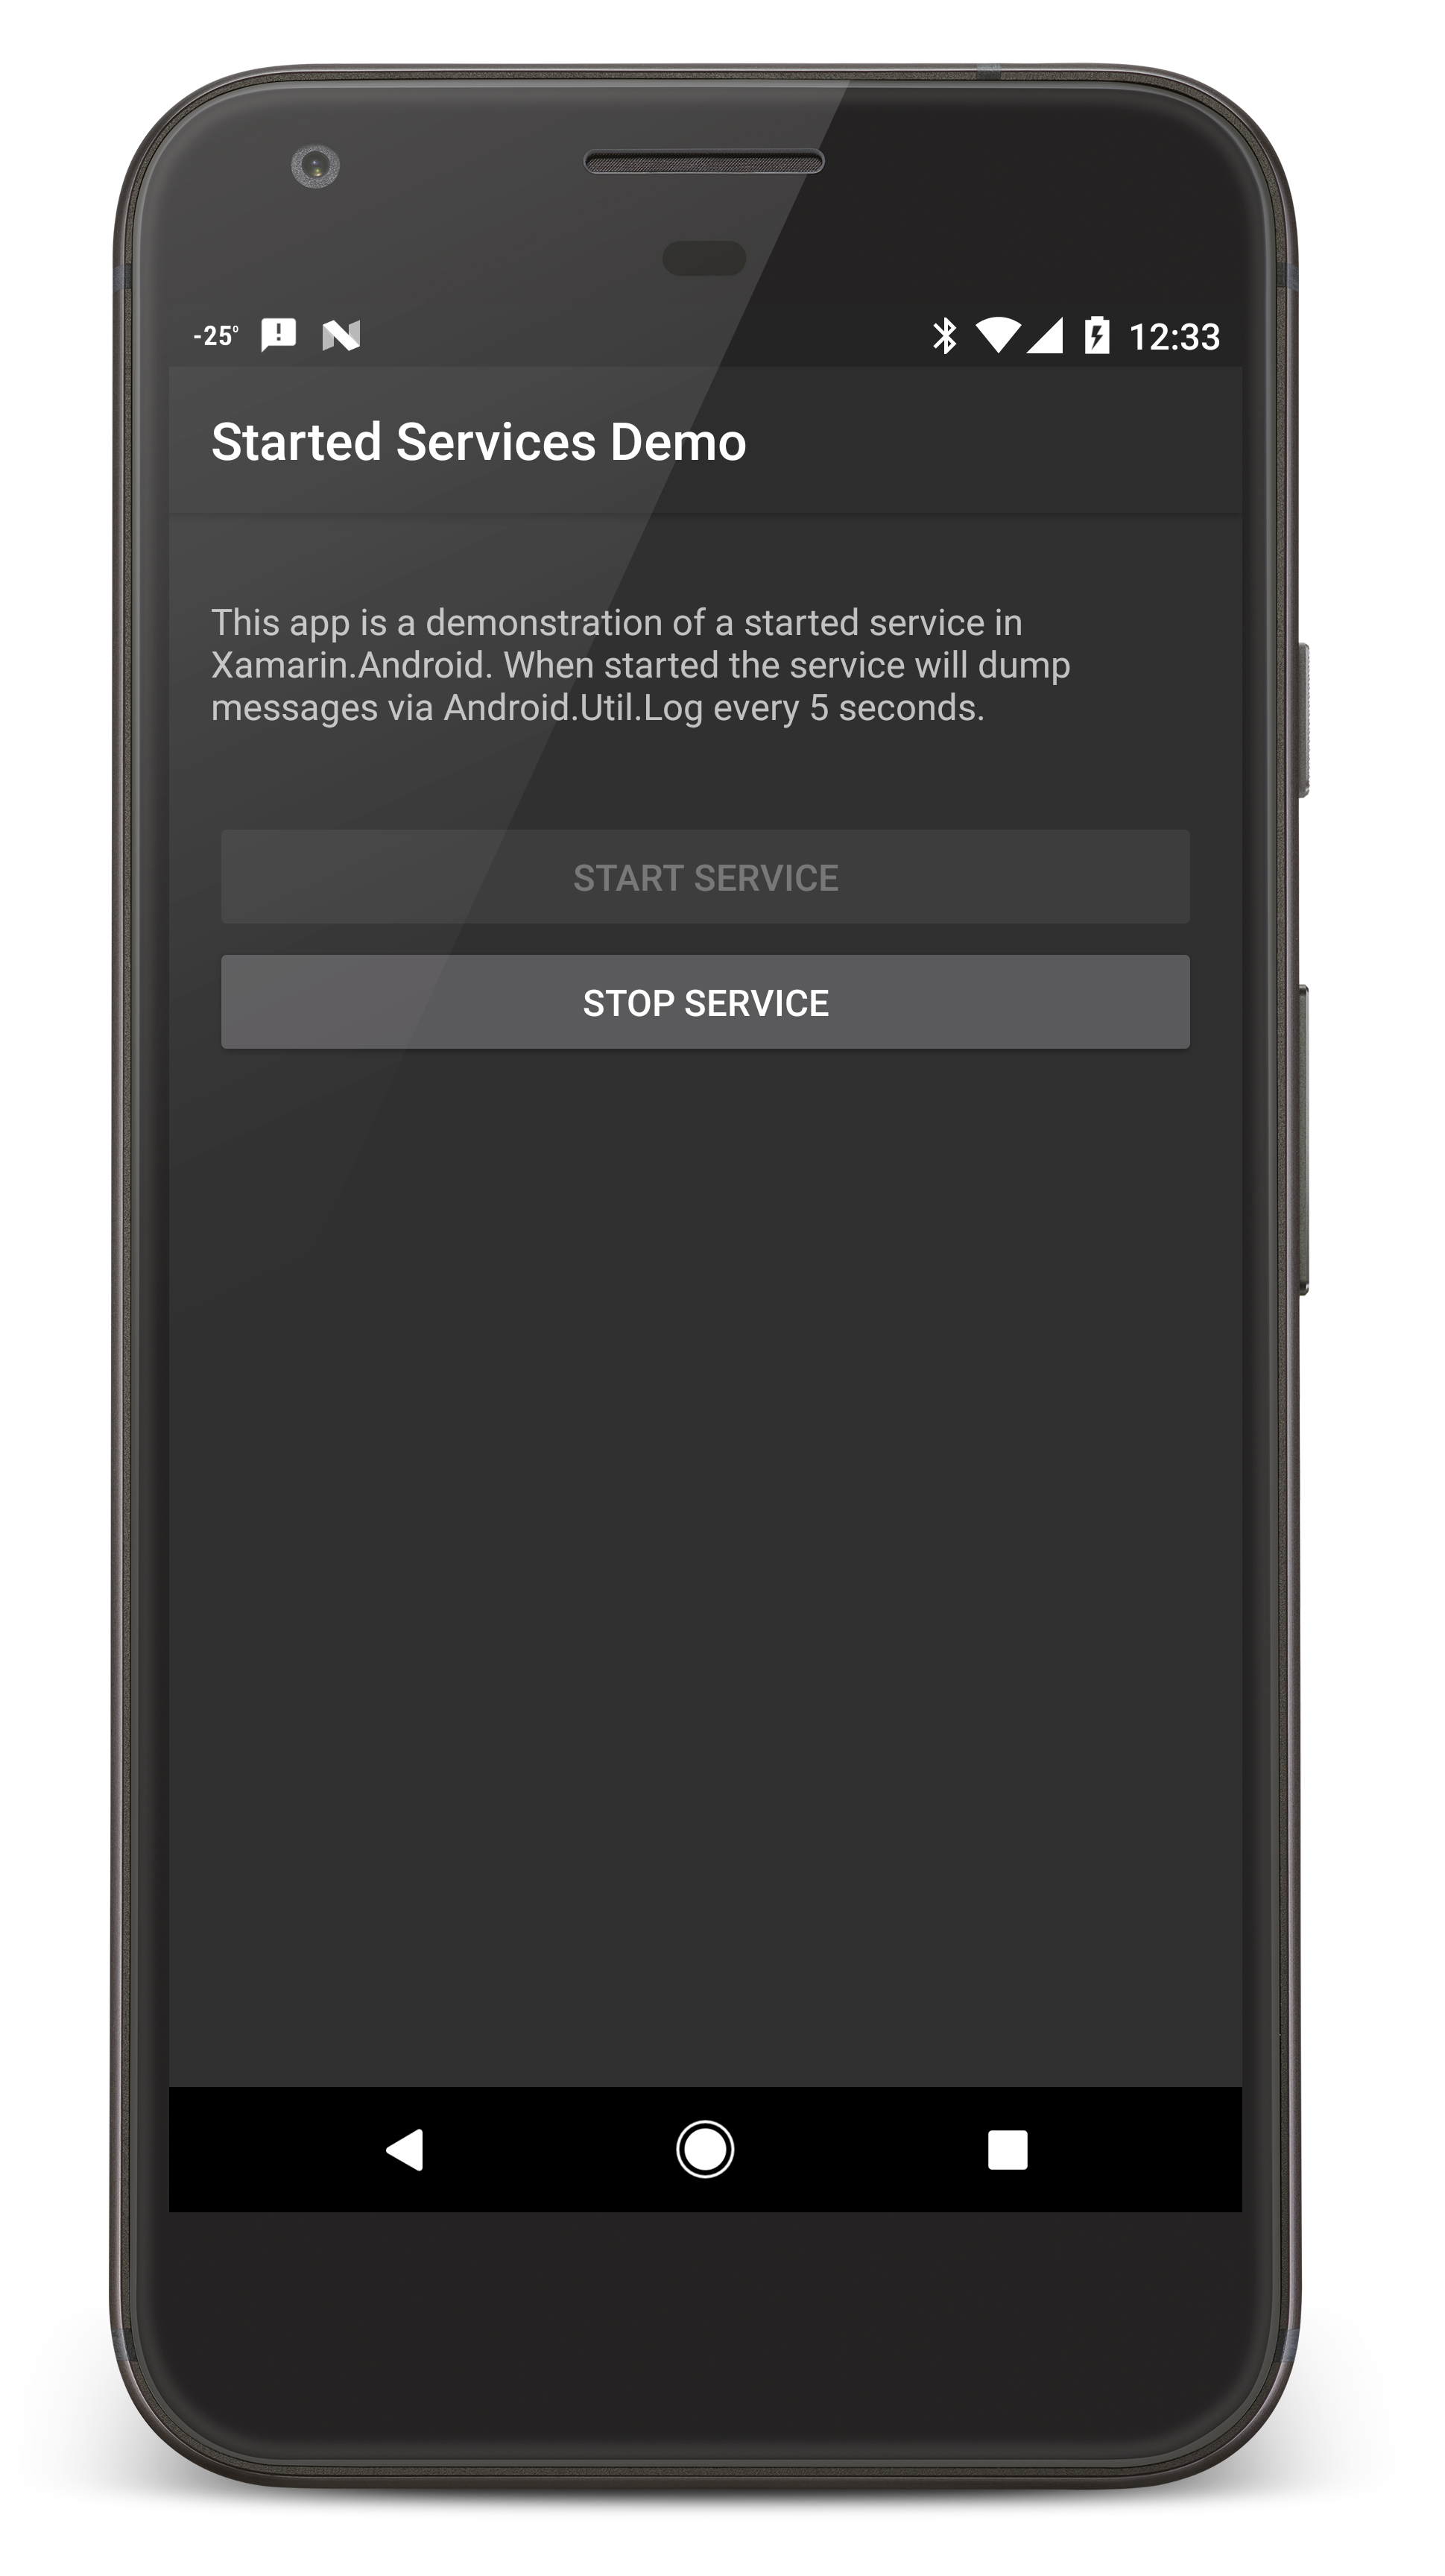 -25° 12:33
Started Services Demo
This app is a demonstration of a started service in
Xamarin.Android. When started the service will dump
messages via Android.Util.Log every 5 seconds.
START SERVICE
STOP SERVICE